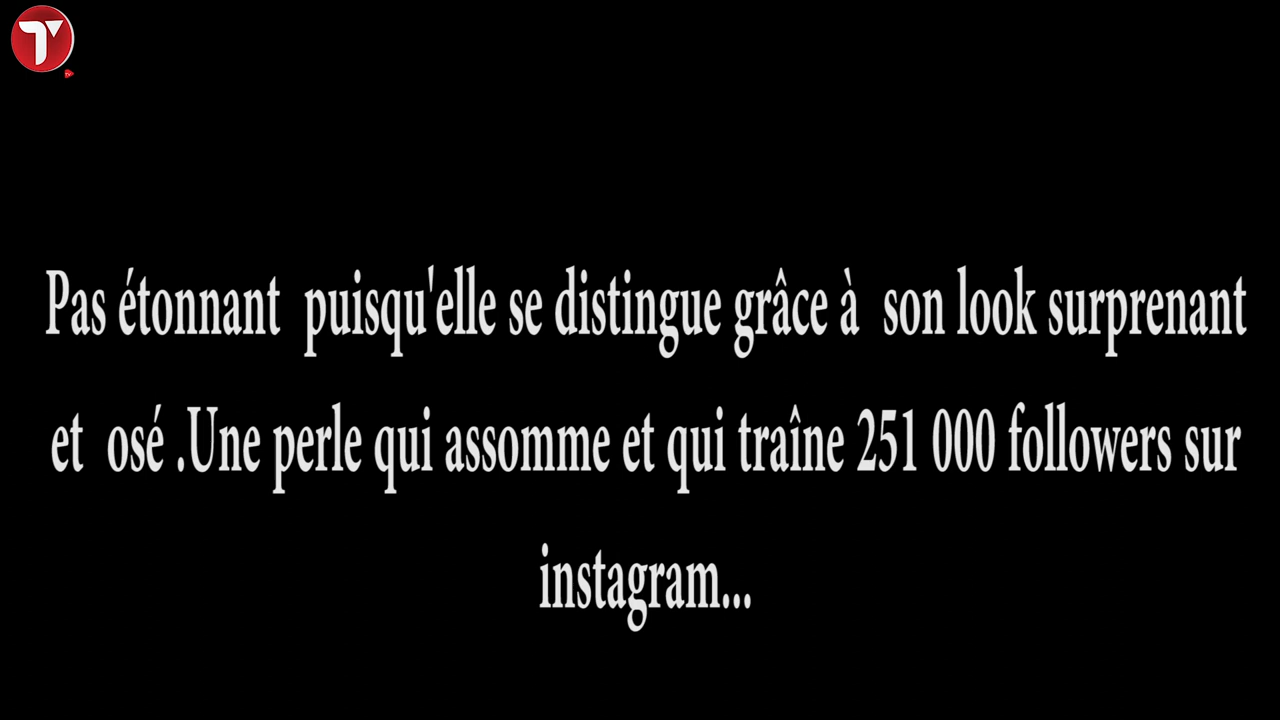 Pas étonnant  puisqu'elle se distingue grâce à  son look surprenant
et  osé .Une perle qui assomme et qui traîne 251 000 followers sur
instagram...